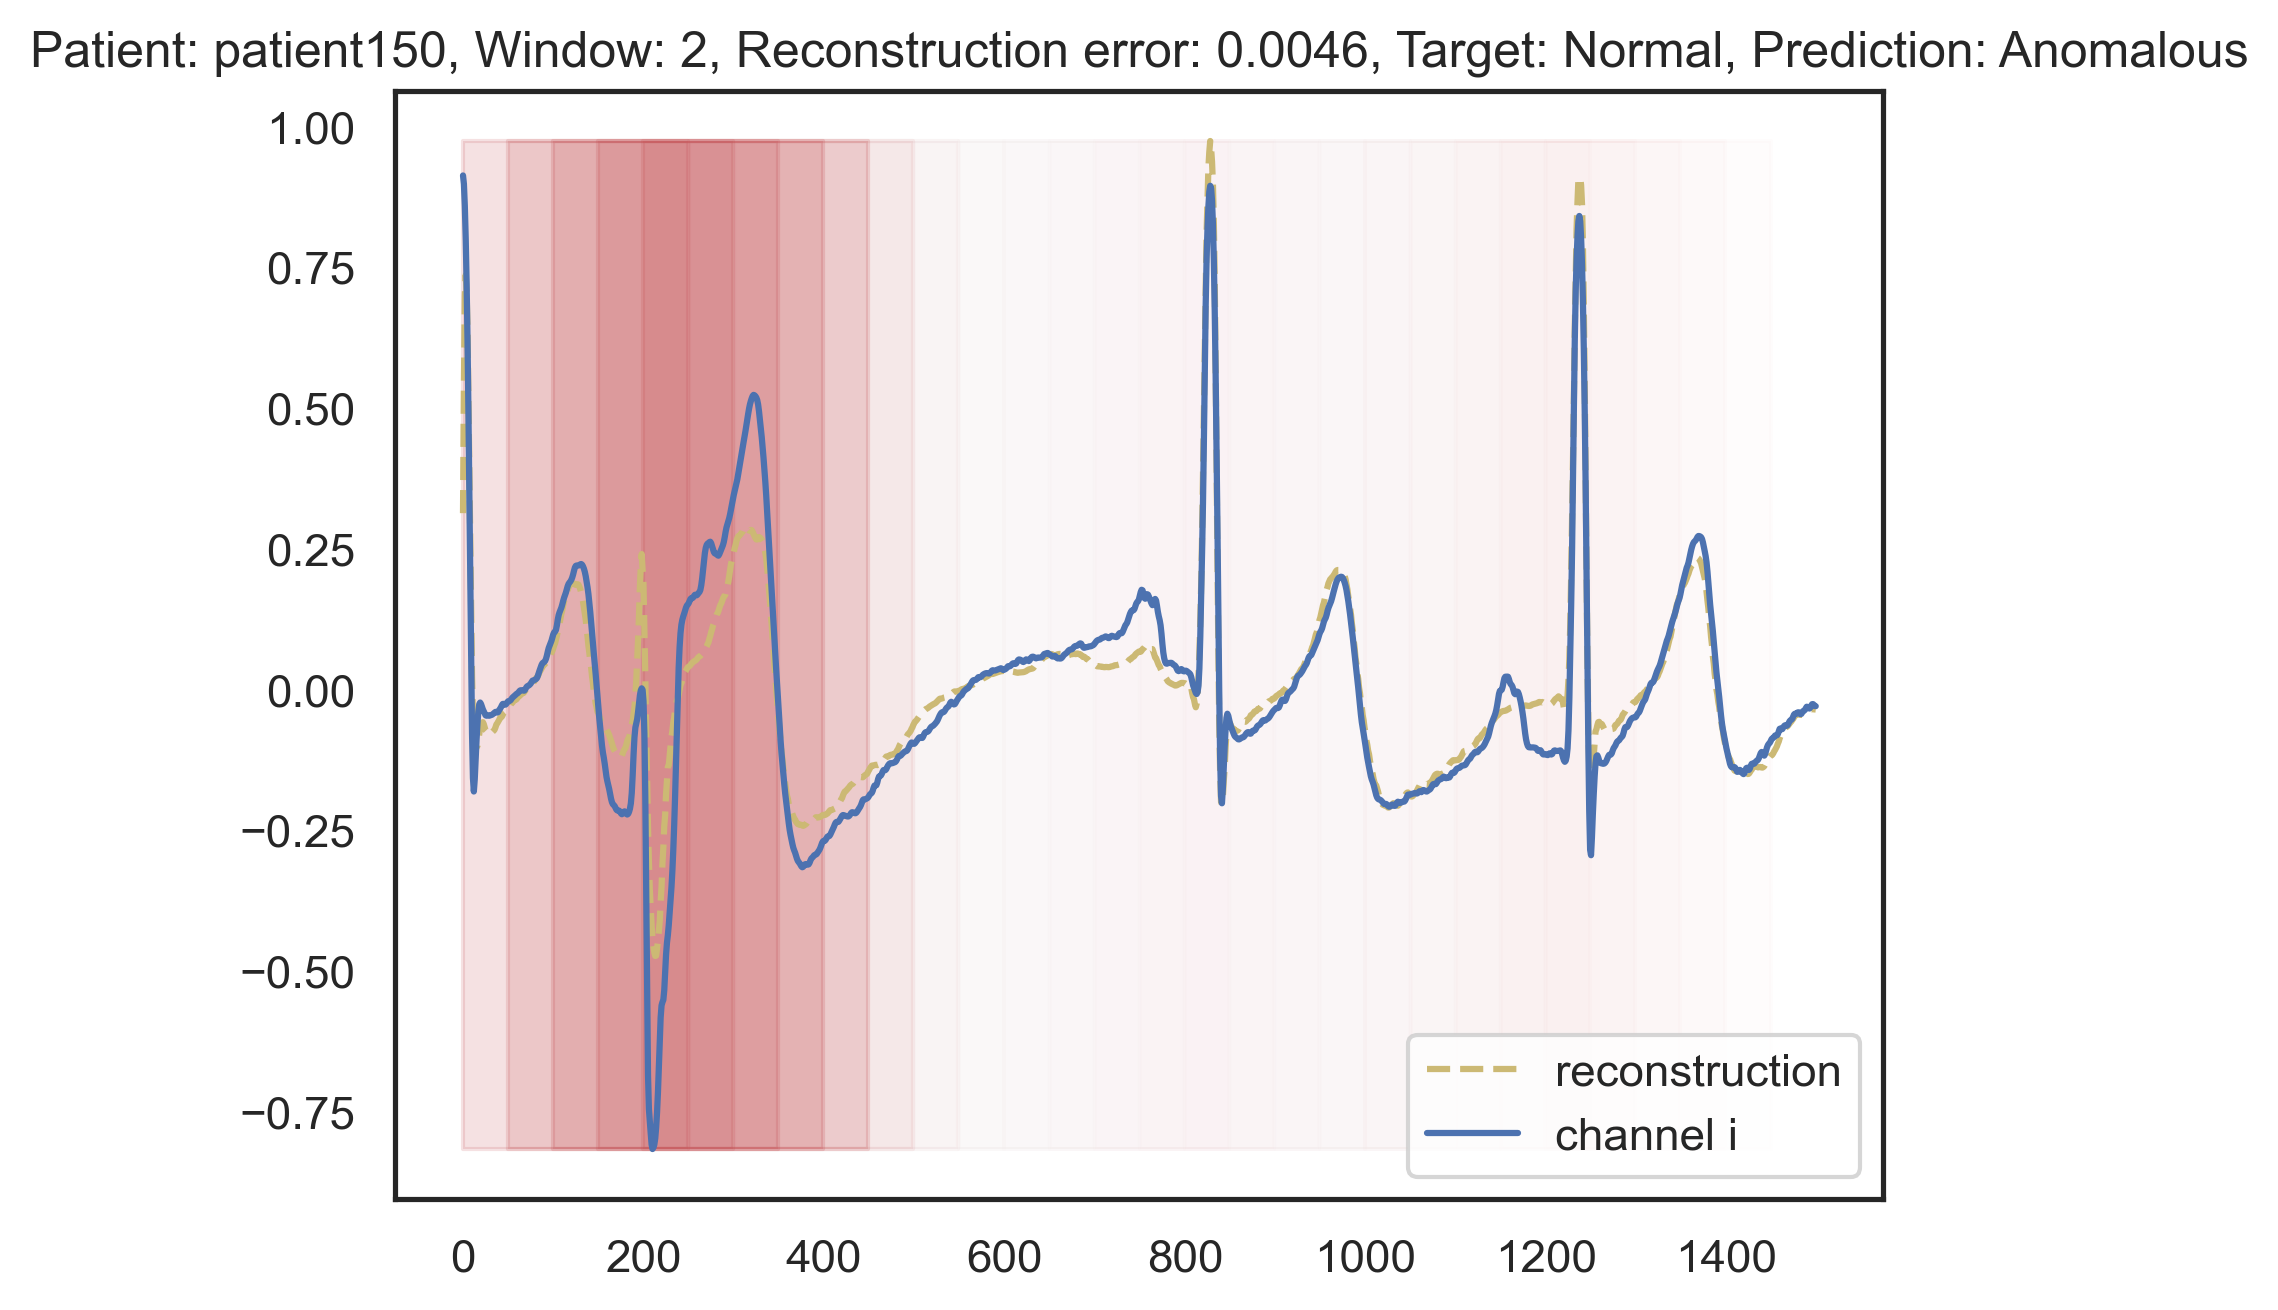 Patient: patient150, Window: 2, Reconstruction error: 0.0046, Target: Normal, Prediction: Anomalous
1.00
0.75
0.50
0.25
0.00
−0.25
−0.50
−0.75
reconstruction
channel i
0 200 400 600 800 1000 1200 1400